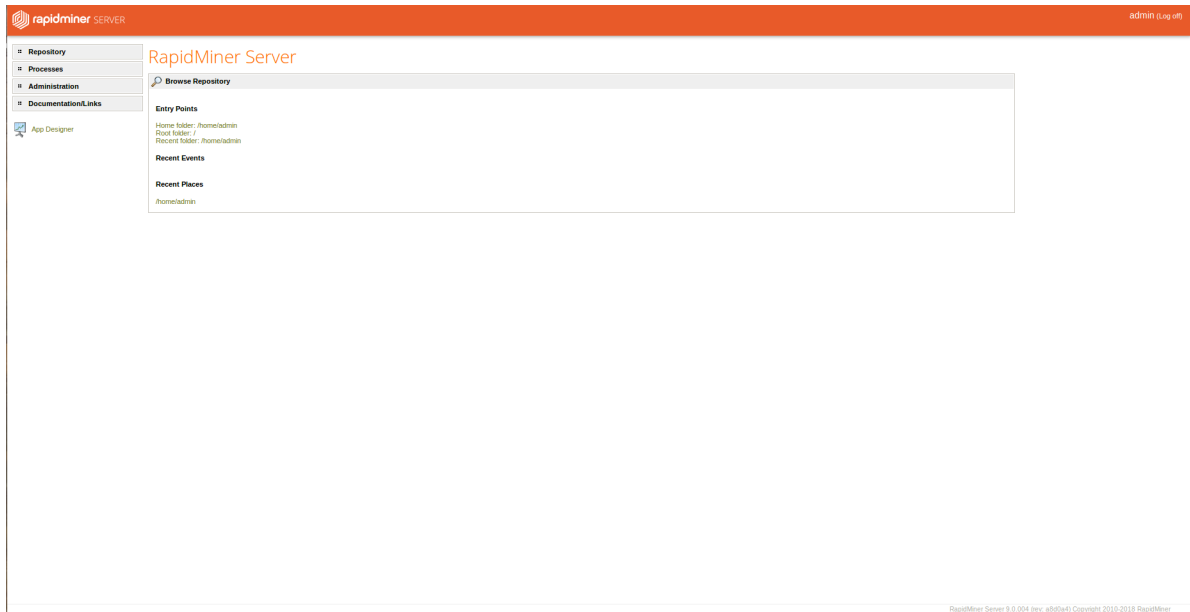 rapidminer SERVER
admin (Log off)
Repository
Processes
Administration
Documentation/Links
App Designer
RapidMiner Server
Browse Repository
Entry Points
Home folder: /home/admin
Root folder: /
Recent folder: /home/admin
Recent Events
Recent Places
/home/admin
RapidMiner Server 9.0.004 (rev: a8d0a4) Copyright 2010-2018 RapidMiner